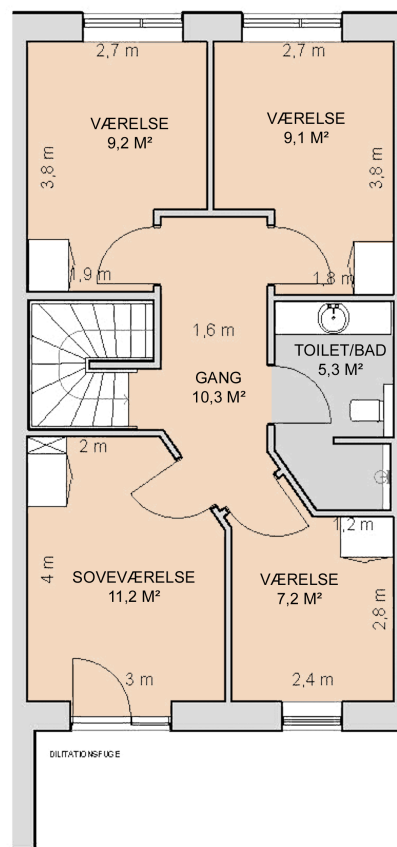 2,7 m
2,7 m
VÆRELSE
9,2 M²
VÆRELSE
9,1 M²
3,8 m
3,8 m
1,9 m
1,8 m
1,6 m
TOILET/BAD
5,3 M²
GANG
10,3 M²
2 m
1,2 m
4 m
SOVEVÆRELSE
11,2 M²
VÆRELSE
7,2 M²
2,8 m
3 m
2,4 m
DILITATIONSFUGE